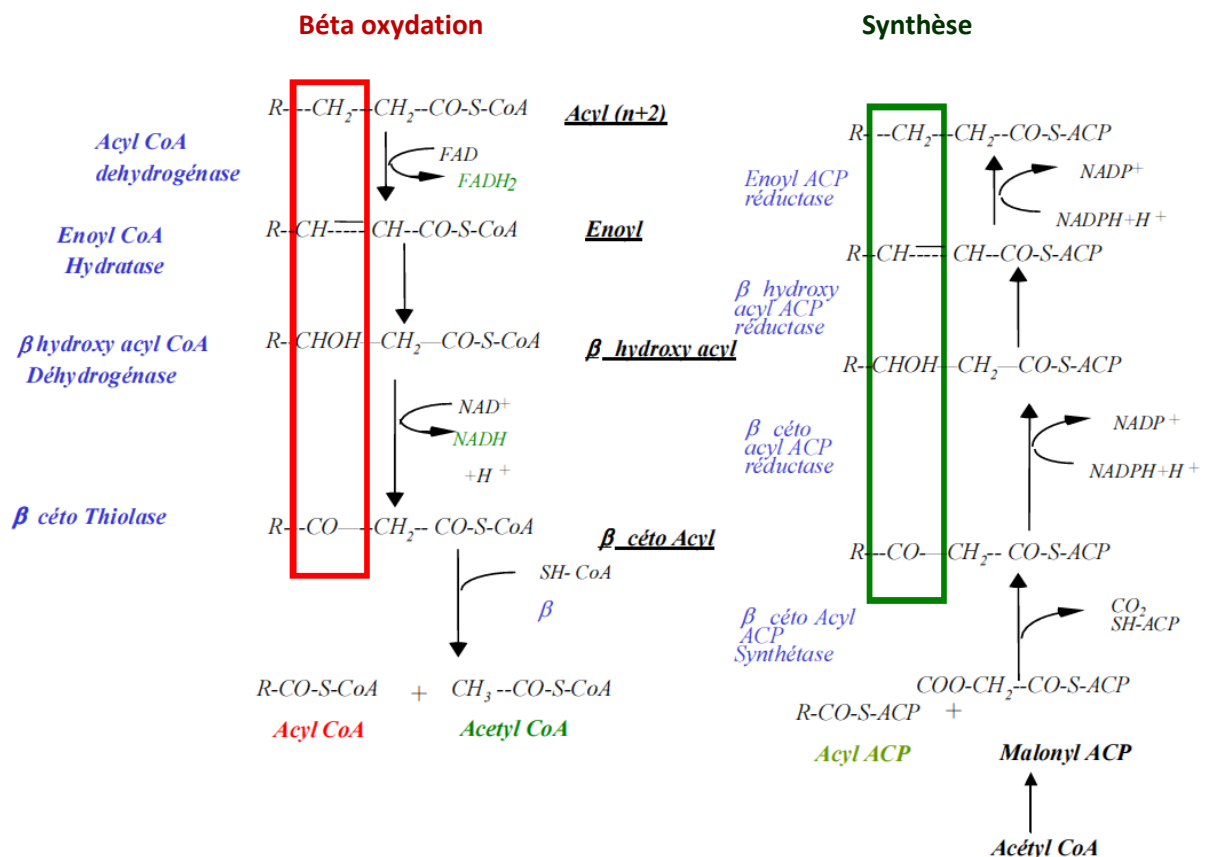 Béta oxydation
R----CH2---CH2--CO-S-CoA
Acyl (n+2)
Acyl CoA
dehydrogénase
FAD
FADH2
R--CH-----CH--CO-S-CoA
Enoyl
Enoyl CoA
Hydratase
R--CHOH—CH2—CO-S-CoA
β hydroxy acyl
β hydroxy acyl CoA
Déhydrogénase
NAD+
NADH
+H +
β céto Thiolase
R---CO-----CH2-- CO-S-CoA
β céto Acyl
SH- CoA
β
R-CO-S-CoA + CH3 --CO-S-CoA
Acyl CoA Acetyl CoA
Synthèse
R---CH2---CH2--CO-S-ACP
Enoyl ACP
réductase
NADP+
NADPH+H +
R---CH-----CH--CO-S-ACP
β hydroxy
acyl ACP
réductase
R--CHOH—CH2—CO-S-ACP
β céto
acyl ACP
réductase
NADP +
NADPH+H +
R---CO-----CH2-- CO-S-ACP
β céto Acyl
ACP
Synthétase
CO2
SH-ACP
COO-CH2--CO-S-ACP
R-CO-S-ACP +
Acyl ACP Malonyl ACP
Acétyl CoA